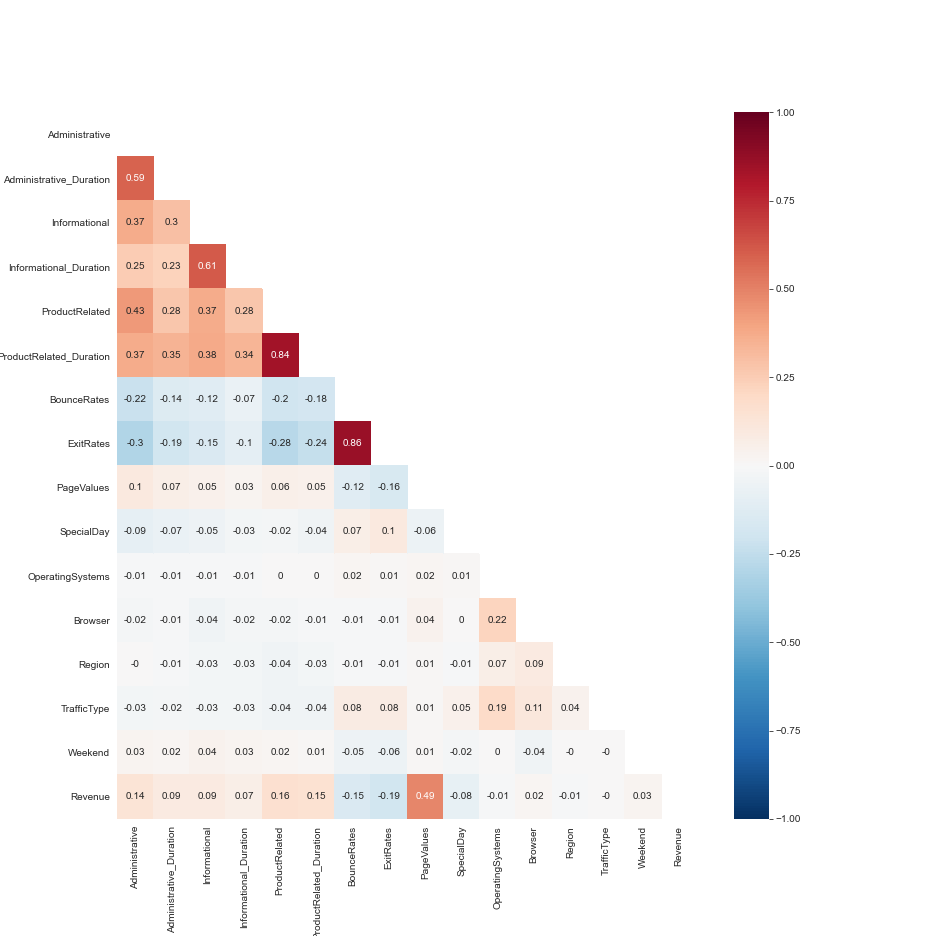 Administrative
Administrative_Duration 0.59
Informational 0.37 0.3
Informational_Duration 0.25 0.23 0.61
ProductRelated 0.43 0.28 0.37 0.28
ProductRelated_Duration 0.37 0.35 0.38 0.34 0.84
BounceRates -0.22 -0.14 -0.12 -0.07 -0.2 -0.18
ExitRates -0.3 -0.19 -0.15 -0.1 -0.28 -0.24 0.86
PageValues 0.1 0.07 0.05 0.03 0.06 0.05 -0.12 -0.16
SpecialDay -0.09 -0.07 -0.05 -0.03 -0.02 -0.04 0.07 0.1 -0.06
OperatingSystems -0.01 -0.01 -0.01 -0.01 0 0 0.02 0.01 0.02 0.01
Browser -0.02 -0.01 -0.04 -0.02 -0.02 -0.01 -0.01 -0.01 0.04 0 0.22
Region -0 -0.01 -0.03 -0.03 -0.04 -0.03 -0.01 -0.01 0.01 -0.01 0.07 0.09
TrafficType -0.03 -0.02 -0.03 -0.03 -0.04 -0.04 0.08 0.08 0.01 0.05 0.19 0.11 0.04
Weekend 0.03 0.02 0.04 0.03 0.02 0.01 -0.05 -0.06 0.01 -0.02 0 -0.04 -0 -0
Revenue 0.14 0.09 0.09 0.07 0.16 0.15 -0.15 -0.19 0.49 -0.08 -0.01 0.02 -0.01 -0 0.03
Administrative
Administrative_Duration
Informational
Informational_Duration
ProductRelated
ProductRelated_Duration
BounceRates
ExitRates
PageValues
SpecialDay
OperatingSystems
Browser
Region
TrafficType
Weekend
Revenue
1.00
0.75
0.50
0.25
0.00
−0.25
−0.50
−0.75
−1.00